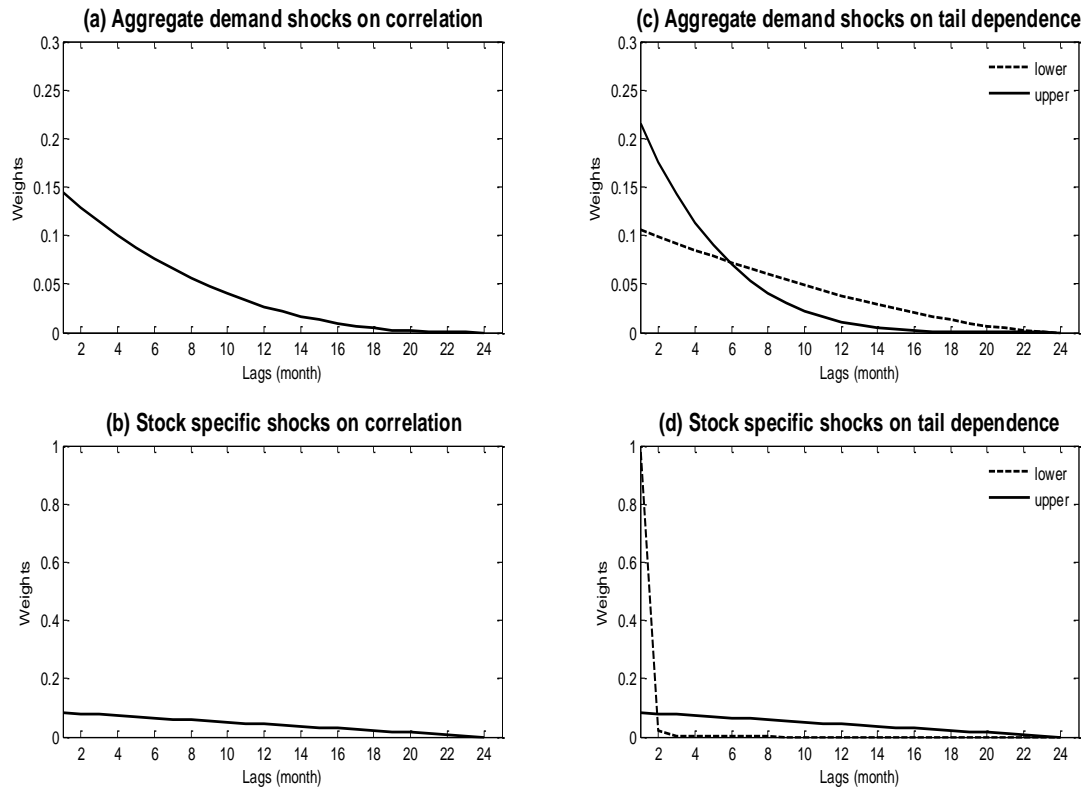 (a) Aggregate demand shocks on correlation
0.3
0.25
0.2
0.15
0.1
0.05
0
Weights
2 4 6 8 10 12 14 16 18 20 22 24
Lags (month)
(c) Aggregate demand shocks on tail dependence
0.3
0.25
0.2
0.15
0.1
0.05
0
Weights
lower
upper
2 4 6 8 10 12 14 16 18 20 22 24
Lags (month)
(b) Stock specific shocks on correlation
1
0.8
0.6
0.4
0.2
0
Weights
2 4 6 8 10 12 14 16 18 20 22 24
Lags (month)
(d) Stock specific shocks on tail dependence
1
0.8
0.6
0.4
0.2
0
Weights
lower
upper
2 4 6 8 10 12 14 16 18 20 22 24
Lags (month)